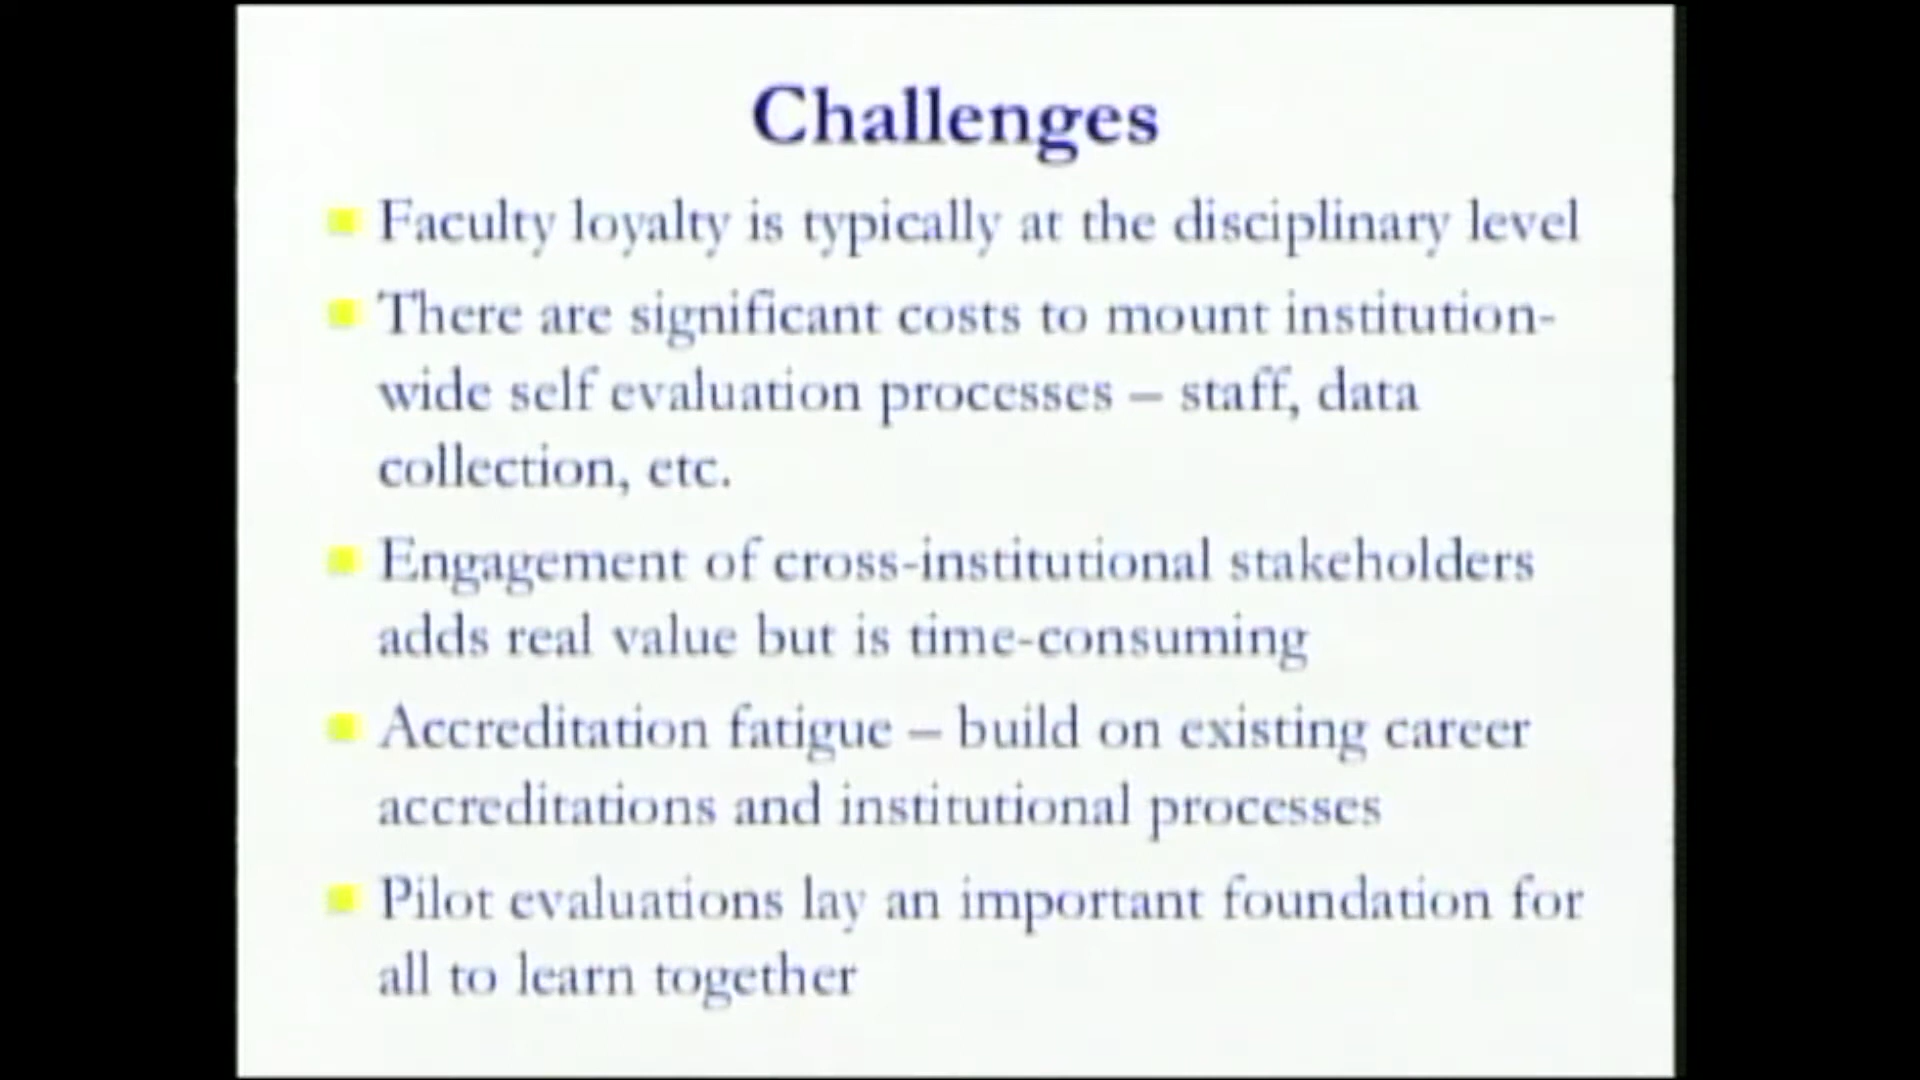 Challenges
Faculty loyalty is typically at the disciplinary level
There are significant costs to mount institution-
wide self evaluation processes – staff, data
collection, etc.
Engagement of cross-institutional stakeholders
adds real value but is time-consuming
Accreditation fatigue – build on existing career
accreditations and institutional processes
Pilot evaluations lay an important foundation for
all to learn together